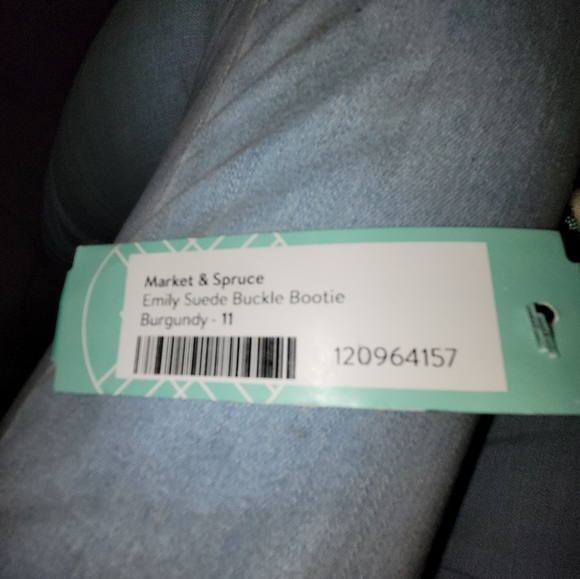 Market & Spruce
Emily Suede Buckle Bootie
Burgundy - 11
120964157